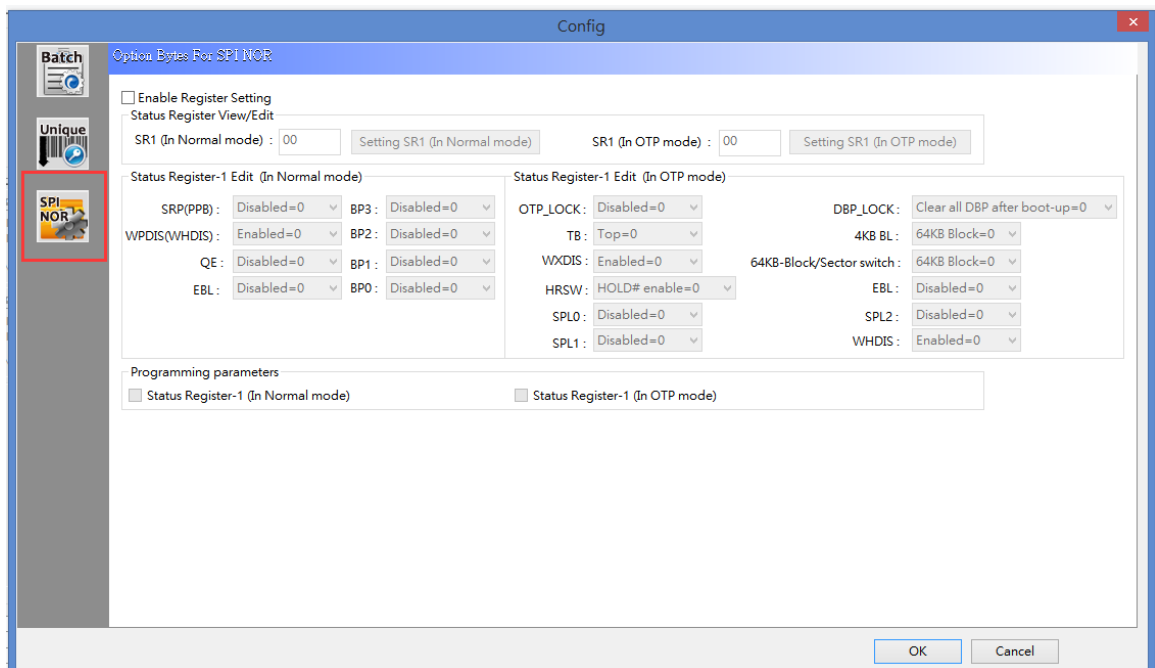 Config
Batch
Option Bytes For SPI NOR
Enable Register Setting
Status Register View/Edit
Unique
SR1 (In Normal mode) : 00 Setting SR1 (In Normal mode) SR1 (In OTP mode) : 00 Setting SR1 (In OTP mode)
Status Register-1 Edit (In Normal mode) Status Register-1 Edit (In OTP mode)
SPI
NOR
SRP(PPB) : Disabled=0 BP3 : Disabled=0 OTP_LOCK : Disabled=0 DBP_LOCK : Clear all DBP after boot-up=0
WPDIS(WHDIS) : Enabled=0 BP2 : Disabled=0 TB : Top=0 4KB BL : 64KB Block=0
QE : Disabled=0 BP1 : Disabled=0 WXDIS : Enabled=0 64KB-Block/Sector switch : 64KB Block=0
EBL : Disabled=0 BP0 : Disabled=0 HRSW : HOLD# enable=0 EBL : Disabled=0
SPL0 : Disabled=0 SPL2 : Disabled=0
SPL1 : Disabled=0 WHDIS : Enabled=0
Programming parameters
Status Register-1 (In Normal mode) Status Register-1 (In OTP mode)
OK Cancel